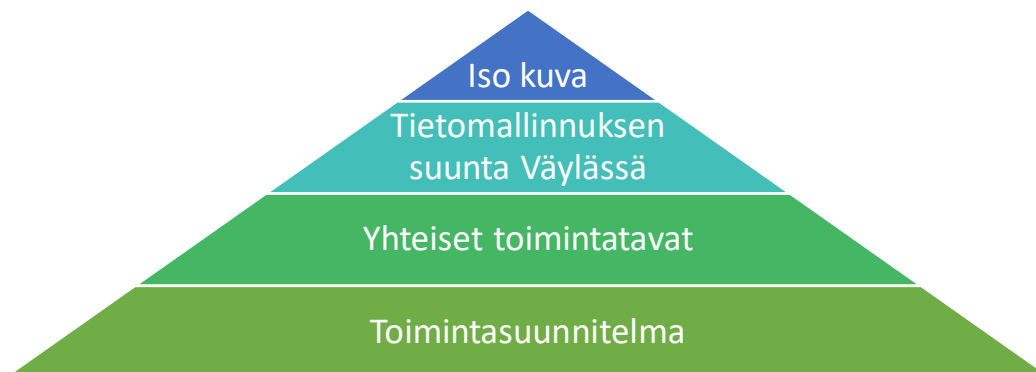 Iso kuva
Tietomallinnuksen
suunta Väylässä
Yhteiset toimintatavat
Toimintasuunnitelma